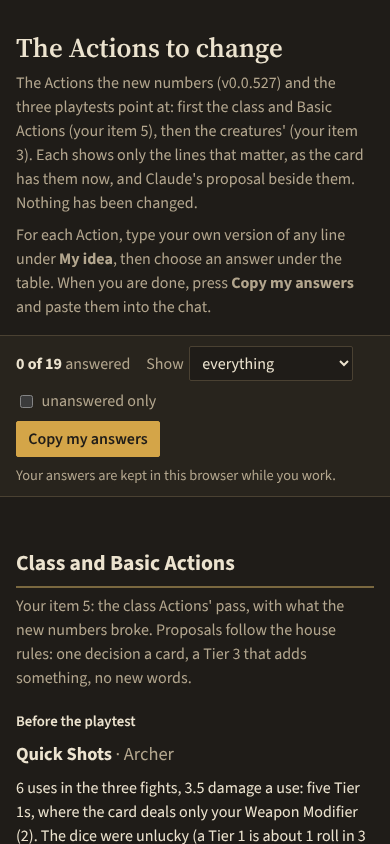 The Actions to change
The Actions the new numbers (v0.0.527) and the
three playtests point at: first the class and Basic
Actions (your item 5), then the creatures' (your item
3). Each shows only the lines that matter, as the card
has them now, and Claude's proposal beside them.
Nothing has been changed.
For each Action, type your own version of any line
under My idea, then choose an answer under the
table. When you are done, press Copy my answers
and paste them into the chat.
0 of 19 answered Show everything
unanswered only
Copy my answers
Your answers are kept in this browser while you work.
Class and Basic Actions
Your item 5: the class Actions' pass, with what the
new numbers broke. Proposals follow the house
rules: one decision a card, a Tier 3 that adds
something, no new words.
Before the playtest
Quick Shots · Archer
6 uses in the three fights, 3.5 damage a use: five Tier
1s, where the card deals only your Weapon Modifier
(2). The dice were unlucky (a Tier 1 is about 1 roll in 3